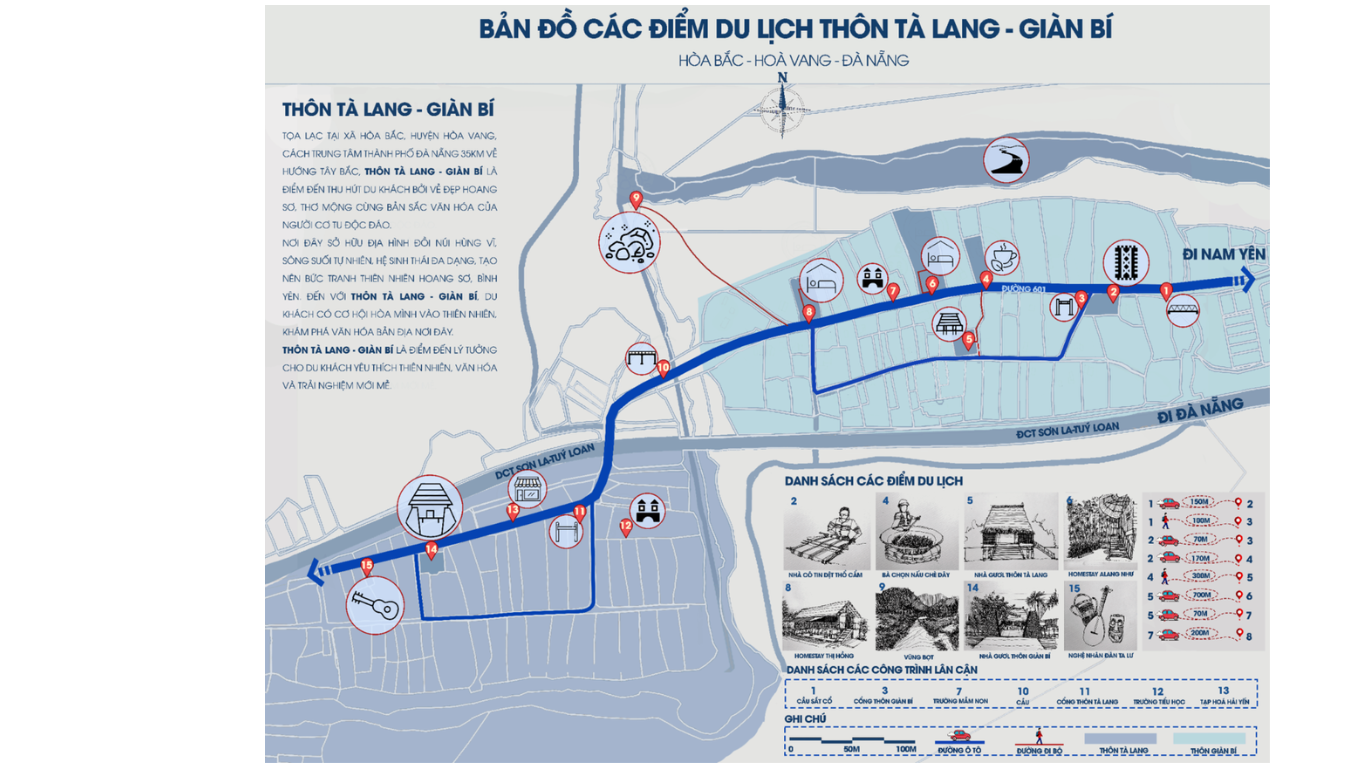 BẢN ĐỒ CÁC ĐIỂM DU LỊCH THÔN TÀ LANG - GIÀN BÍ
HÒA BẮC - HOÀ VANG - ĐÀ NẴNG
N
THÔN TÀ LANG - GIÀN BÍ
TỌA LẠC TẠI XÃ HÒA BẮC, HUYỆN HÒA VANG,
CÁCH TRUNG TÂM THÀNH PHỐ ĐÀ NẴNG 35KM VỀ
HƯỚNG TÂY BẮC, THÔN TÀ LANG - GIÀN BÍ LÀ
ĐIỂM ĐẾN THU HÚT DU KHÁCH BỞI VẺ ĐẸP HOANG
SƠ, THƠ MỘNG CÙNG BẢN SẮC VĂN HÓA CỦA
NGƯỜI CƠ TU ĐỘC ĐÁO.
NƠI ĐÂY SỞ HỮU ĐỊA HÌNH ĐỒI NÚI HÙNG VĨ,
SÔNG SUỐI TỰ NHIÊN, HỆ SINH THÁI ĐA DẠNG, TẠO
NÊN BỨC TRANH THIÊN NHIÊN HOANG SƠ, BÌNH
YÊN. ĐẾN VỚI THÔN TÀ LANG - GIÀN BÍ, DU
KHÁCH CÓ CƠ HỘI HÒA MÌNH VÀO THIÊN NHIÊN,
KHÁM PHÁ VĂN HÓA BẢN ĐỊA NƠI ĐÂY.
THÔN TÀ LANG - GIÀN BÍ LÀ ĐIỂM ĐẾN LÝ TƯỞNG
CHO DU KHÁCH YÊU THÍCH THIÊN NHIÊN, VĂN HÓA
VÀ TRẢI NGHIỆM MỚI MẺ.
9
ĐI NAM YÊN
8
7
6
4
ĐƯỜNG 601
3
2
1
5
10
ĐI ĐÀ NẴNG
ĐCT SƠN LA-TUÝ LOAN
ĐCT SƠN LA-TUÝ LOAN
13
11
12
14
15
DANH SÁCH CÁC ĐIỂM DU LỊCH
2
4
5
6
NHÀ CÔ TIN DỆT THỔ CẨM
BÀ CHỌN NẤU CHÈ DÂY
NHÀ GƯƠL THÔN TÀ LANG
HOMESTAY ALANG NHƯ
8
9
14
15
HOMESTAY THỊ HỒNG
VŨNG BỌT
NHÀ GƯƠL THÔN GIÀN BÍ
NGHỆ NHÂN ĐÀN TA LƯ
1 150M 2
1 100M 3
2 70M 3
2 170M 4
4 300M 5
5 700M 6
5 70M 7
7 200M 8
DANH SÁCH CÁC CÔNG TRÌNH LÂN CẬN
1 3 7 10 11 12 13
CẦU SẮT CỔ CỔNG THÔN GIÀN BÍ TRƯỜNG MẦM NON CẦU CỔNG THÔN TÀ LANG TRƯỜNG TIỂU HỌC TẠP HOÁ HẢI YẾN
GHI CHÚ
0 50M 100M ĐƯỜNG Ô TÔ ĐƯỜNG ĐI BỘ THÔN TÀ LANG THÔN GIÀN BÍ